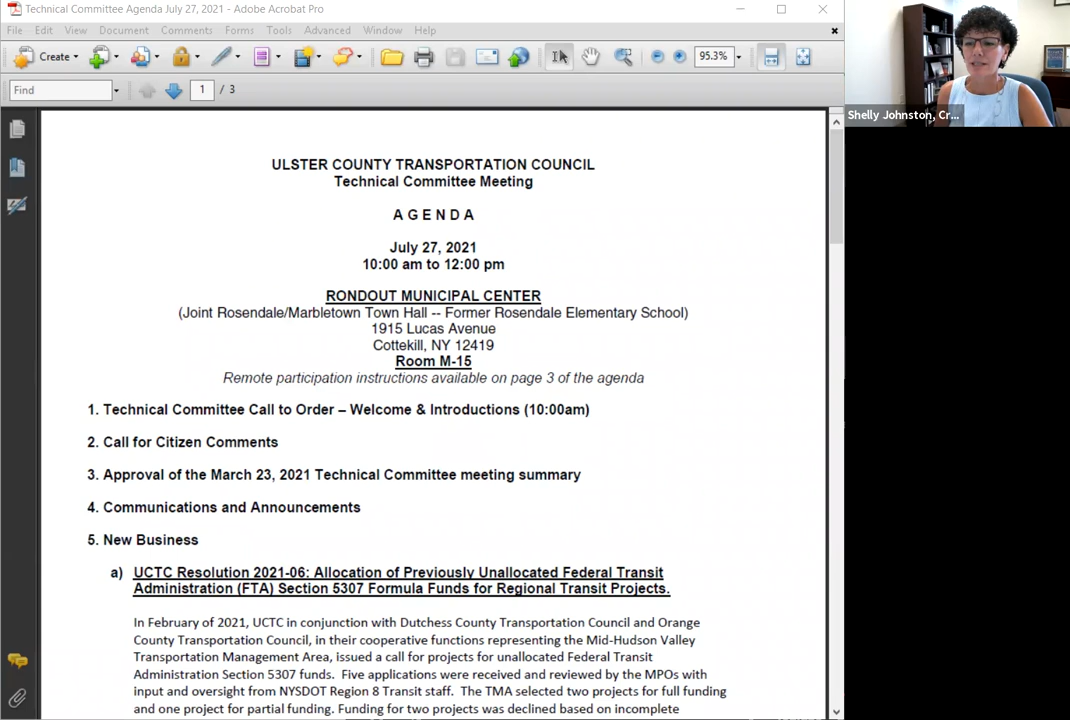 Technical Committee Agenda July 27, 2021 - Adobe Acrobat Pro
File Edit View Document Comments Forms Tools Advanced Window Help
Create 95.3%
Find 1 / 3
Shelly Johnston, Cr...
ULSTER COUNTY TRANSPORTATION COUNCIL
Technical Committee Meeting
A G E N D A
July 27, 2021
10:00 am to 12:00 pm
RONDOUT MUNICIPAL CENTER
(Joint Rosendale/Marbletown Town Hall -- Former Rosendale Elementary School)
1915 Lucas Avenue
Cottekill, NY 12419
Room M-15
Remote participation instructions available on page 3 of the agenda
1. Technical Committee Call to Order – Welcome & Introductions (10:00am)
2. Call for Citizen Comments
3. Approval of the March 23, 2021 Technical Committee meeting summary
4. Communications and Announcements
5. New Business
a) UCTC Resolution 2021-06: Allocation of Previously Unallocated Federal Transit
Administration (FTA) Section 5307 Formula Funds for Regional Transit Projects.
In February of 2021, UCTC in conjunction with Dutchess County Transportation Council and Orange
County Transportation Council, in their cooperative functions representing the Mid-Hudson Valley
Transportation Management Area, issued a call for projects for unallocated Federal Transit
Administration Section 5307 funds. Five applications were received and reviewed by the MPOs with
input and oversight from NYSDOT Region 8 Transit staff. The TMA selected two projects for full funding
and one project for partial funding. Funding for two projects was declined based on incomplete